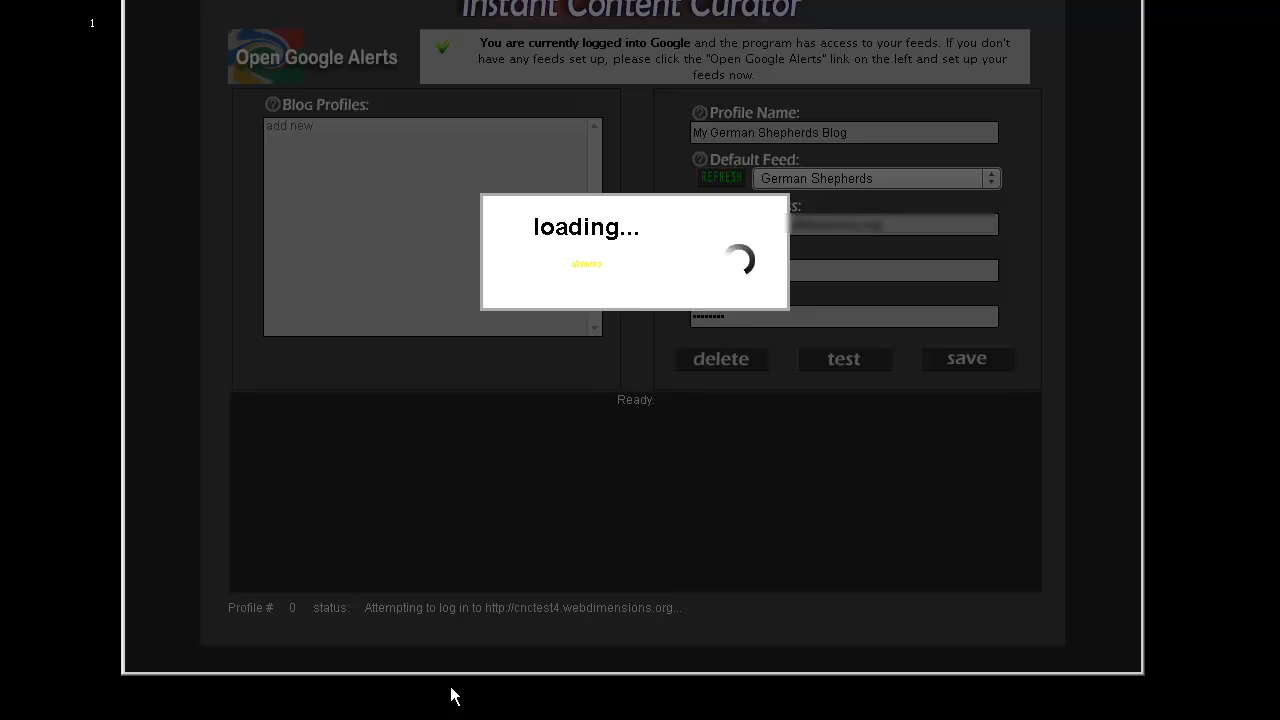 1
Instant Content Curator
Open Google Alerts
You are currently logged into Google and the program has access to your feeds. If you don't
have any feeds set up, please click the "Open Google Alerts" link on the left and set up your
feeds now.
Blog Profiles:
add new
Profile Name:
My German Shepherds Blog
Default Feed:
REFRESH
German Shepherds
loading...
delete
test
save
Ready.
Profile # 0 status: Attempting to log in to http://cnctest4.webdimensions.org...